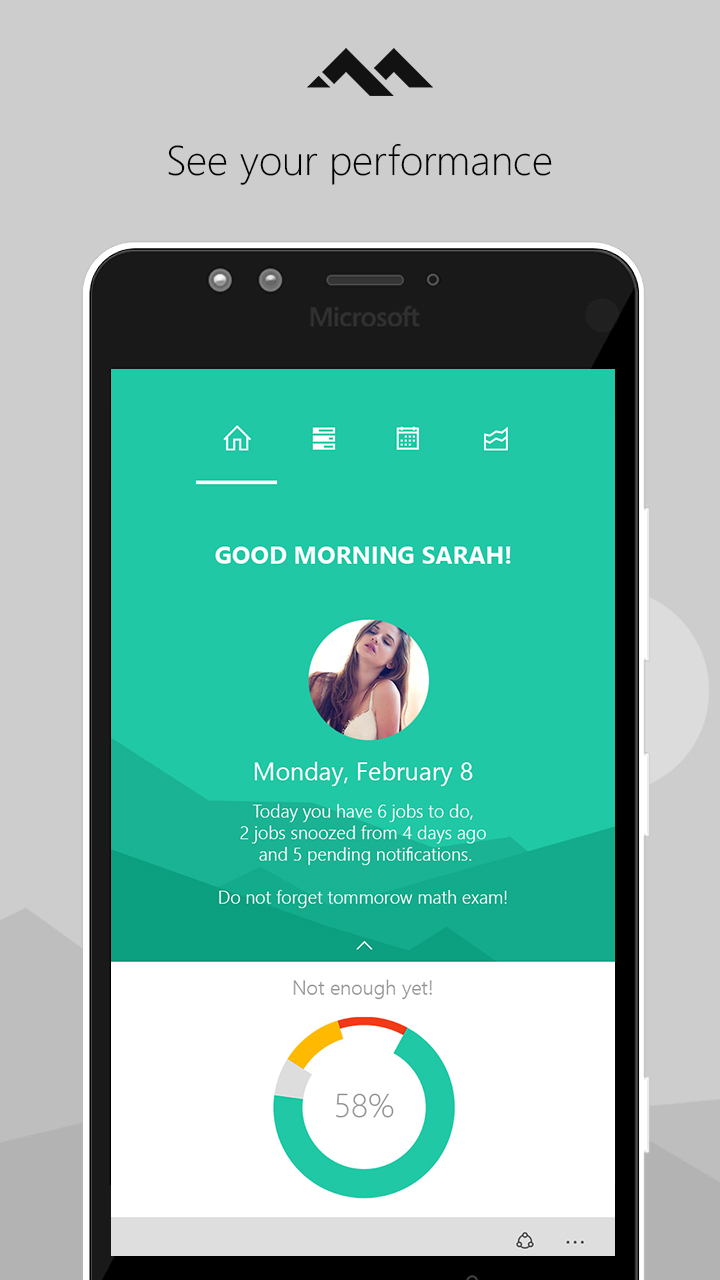 See your performance
Microsoft
GOOD MORNING SARAH!
Monday, February 8
Today you have 6 jobs to do,
2 jobs snoozed from 4 days ago
and 5 pending notifications.
Do not forget tommorow math exam!
Not enough yet!
58%